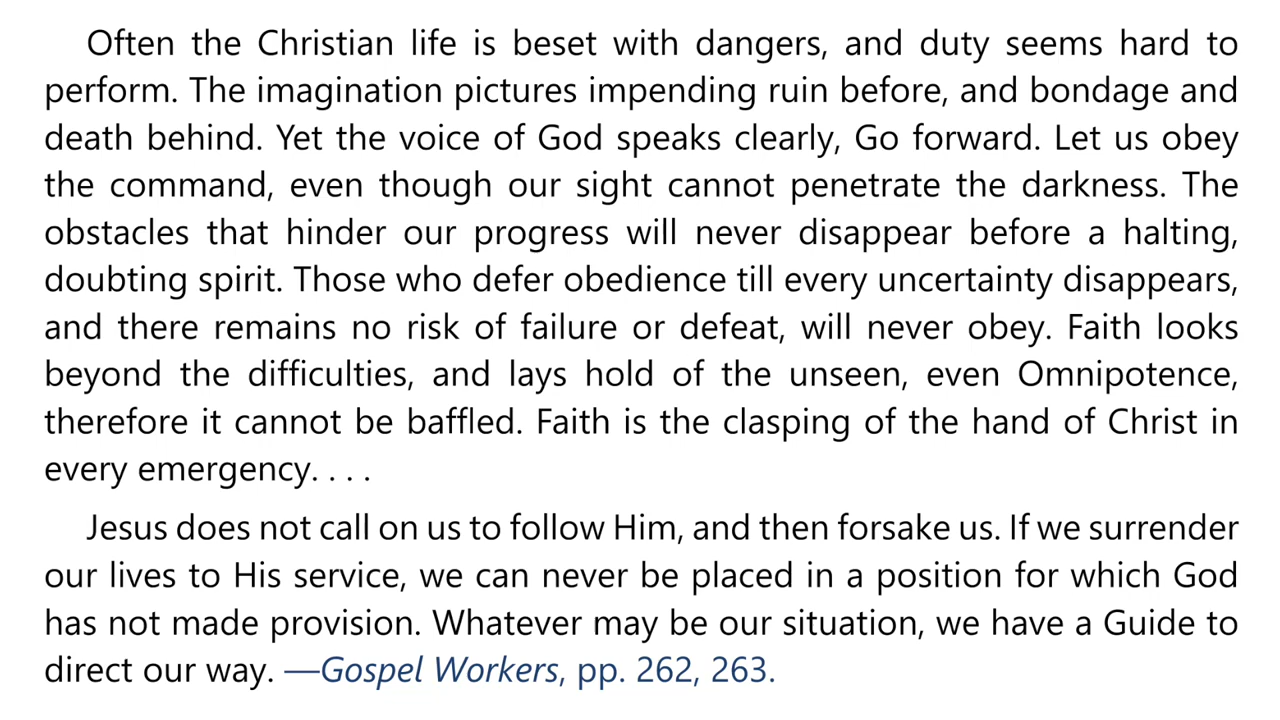 Often the Christian life is beset with dangers, and duty seems hard to
perform. The imagination pictures impending ruin before, and bondage and
death behind. Yet the voice of God speaks clearly, Go forward. Let us obey
the command, even though our sight cannot penetrate the darkness. The
obstacles that hinder our progress will never disappear before a halting,
doubting spirit. Those who defer obedience till every uncertainty disappears,
and there remains no risk of failure or defeat, will never obey. Faith looks
beyond the difficulties, and lays hold of the unseen, even Omnipotence,
therefore it cannot be baffled. Faith is the clasping of the hand of Christ in
every emergency. . . .
Jesus does not call on us to follow Him, and then forsake us. If we surrender
our lives to His service, we can never be placed in a position for which God
has not made provision. Whatever may be our situation, we have a Guide to
direct our way. —Gospel Workers, pp. 262, 263.